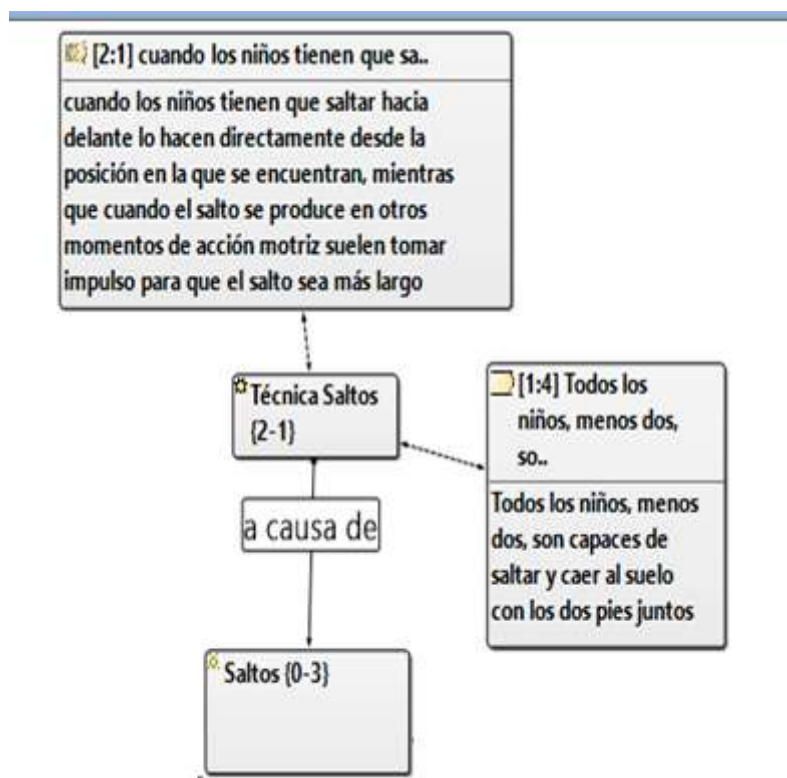 [2:1] cuando los niños tienen que sa..
cuando los niños tienen que saltar hacia
delante lo hacen directamente desde la
posición en la que se encuentran, mientras
que cuando el salto se produce en otros
momentos de acción motriz suelen tomar
impulso para que el salto sea más largo
Técnica Saltos
{2-1}
[1:4] Todos los
niños, menos dos,
so..
Todos los niños, menos
dos, son capaces de
saltar y caer al suelo
con los dos pies juntos
a causa de
Saltos {0-3}